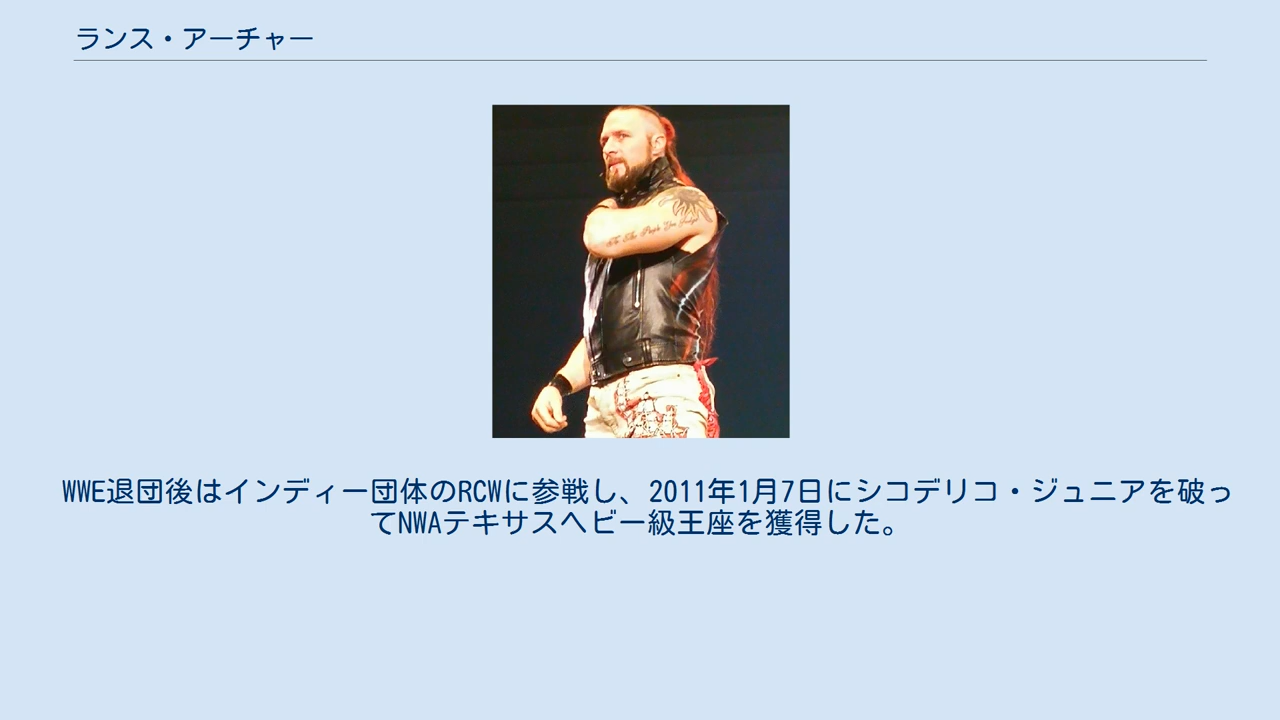 ランス・アーチャー
WWE退団後はインディー団体のRCWに参戦し、2011年1月7日にシコデリコ・ジュニアを破っ
てNWAテキサスヘビー級王座を獲得した。